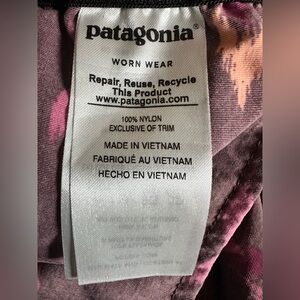 patagonia®
WORN WEAR
Repair, Reuse, Recycle
This Product
www.patagonia.com
100% NYLON
EXCLUSIVE OF TRIM
MADE IN VIETNAM
FABRIQUÉ AU VIETNAM
HECHO EN VIETNAM